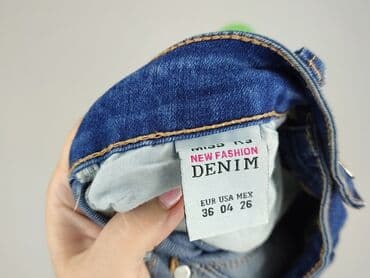 NEW FASHION
DENIM
EUR USA MEX
36 04 26